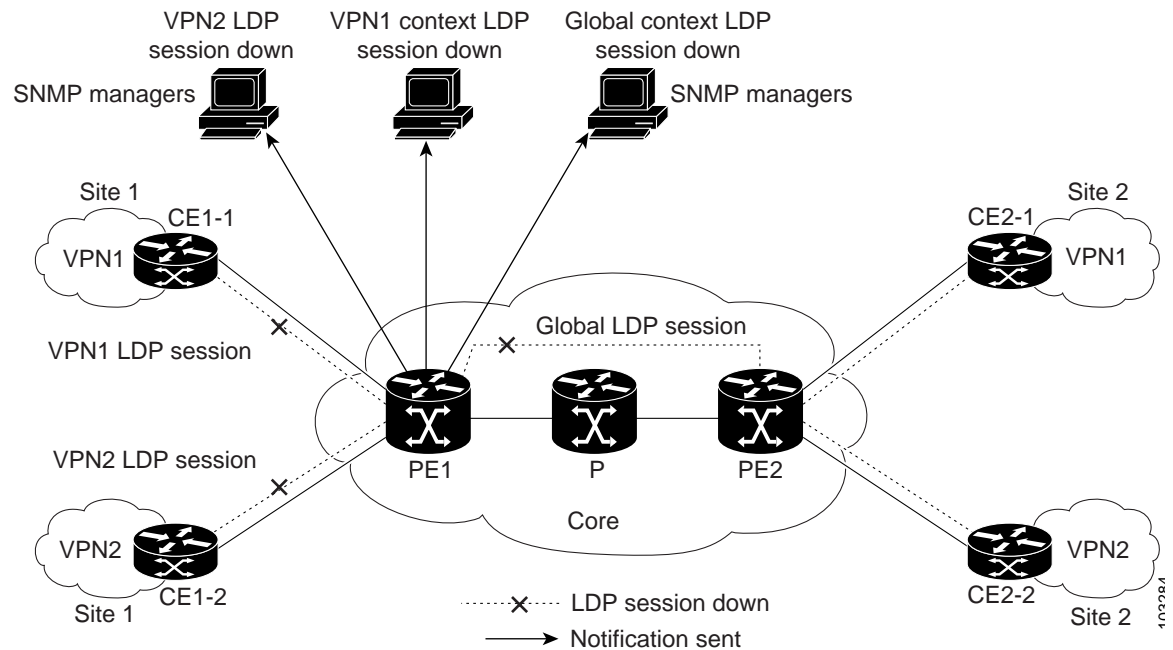 VPN2 LDP
session down
VPN1 context LDP
session down
Global context LDP
session down
SNMP managers
SNMP managers
Site 1
CE1-1
VPN1
CE2-1
Site 2
VPN1
VPN1 LDP session
Global LDP session
VPN2 LDP session
PE1
P
PE2
Core
VPN2
CE1-2
Site 1
VPN2
CE2-2
Site 2
LDP session down
Notification sent
103284